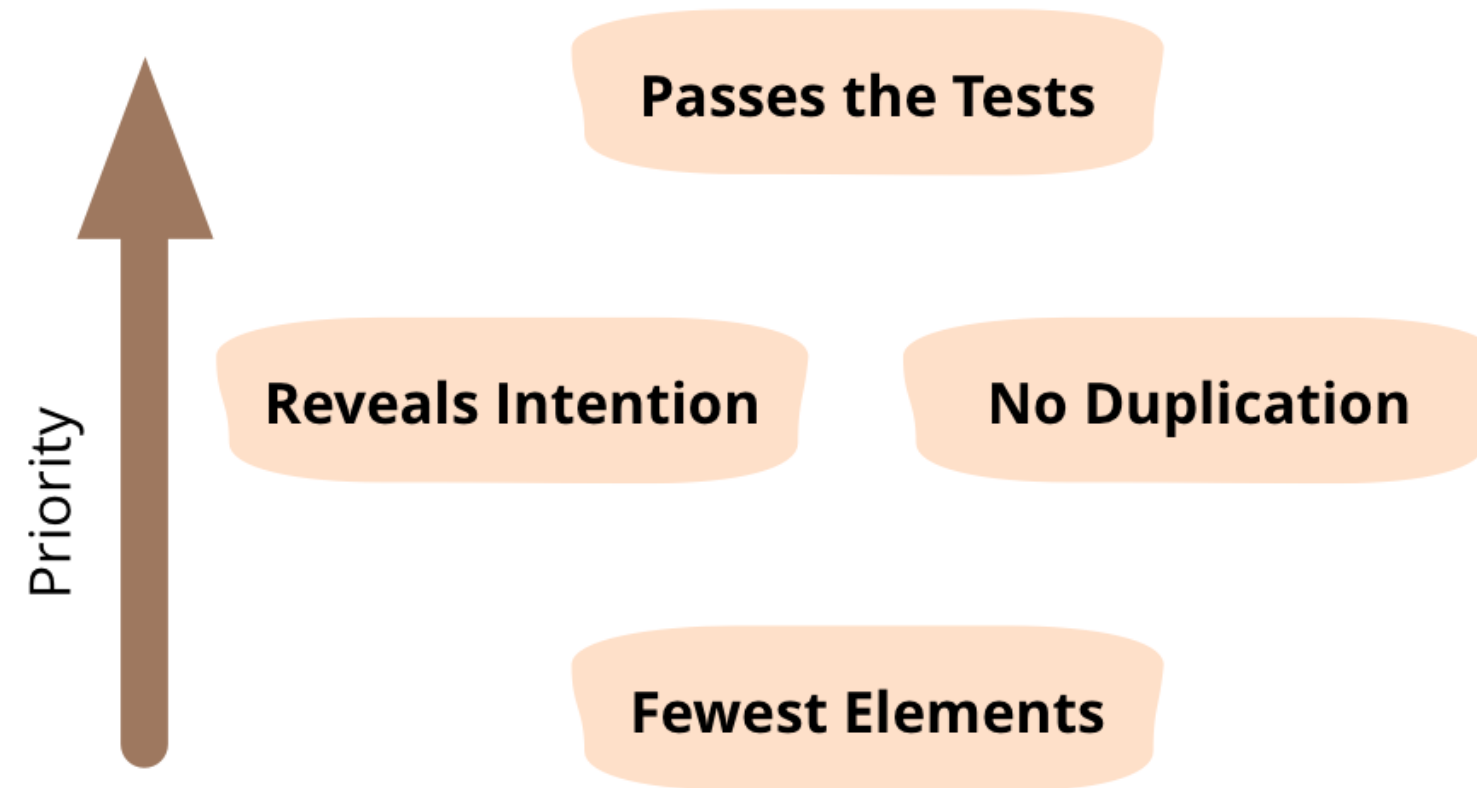 Passes the Tests
Priority
Reveals Intention
No Duplication
Fewest Elements